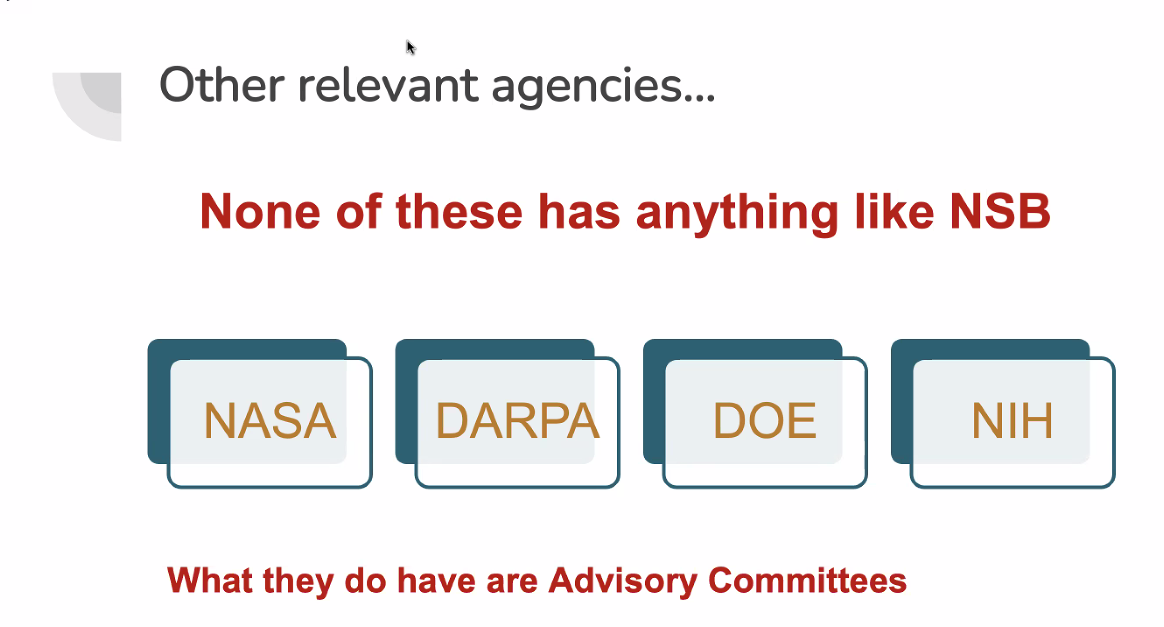 Other relevant agencies...
None of these has anything like NSB
NASA
DARPA
DOE
NIH
What they do have are Advisory Committees